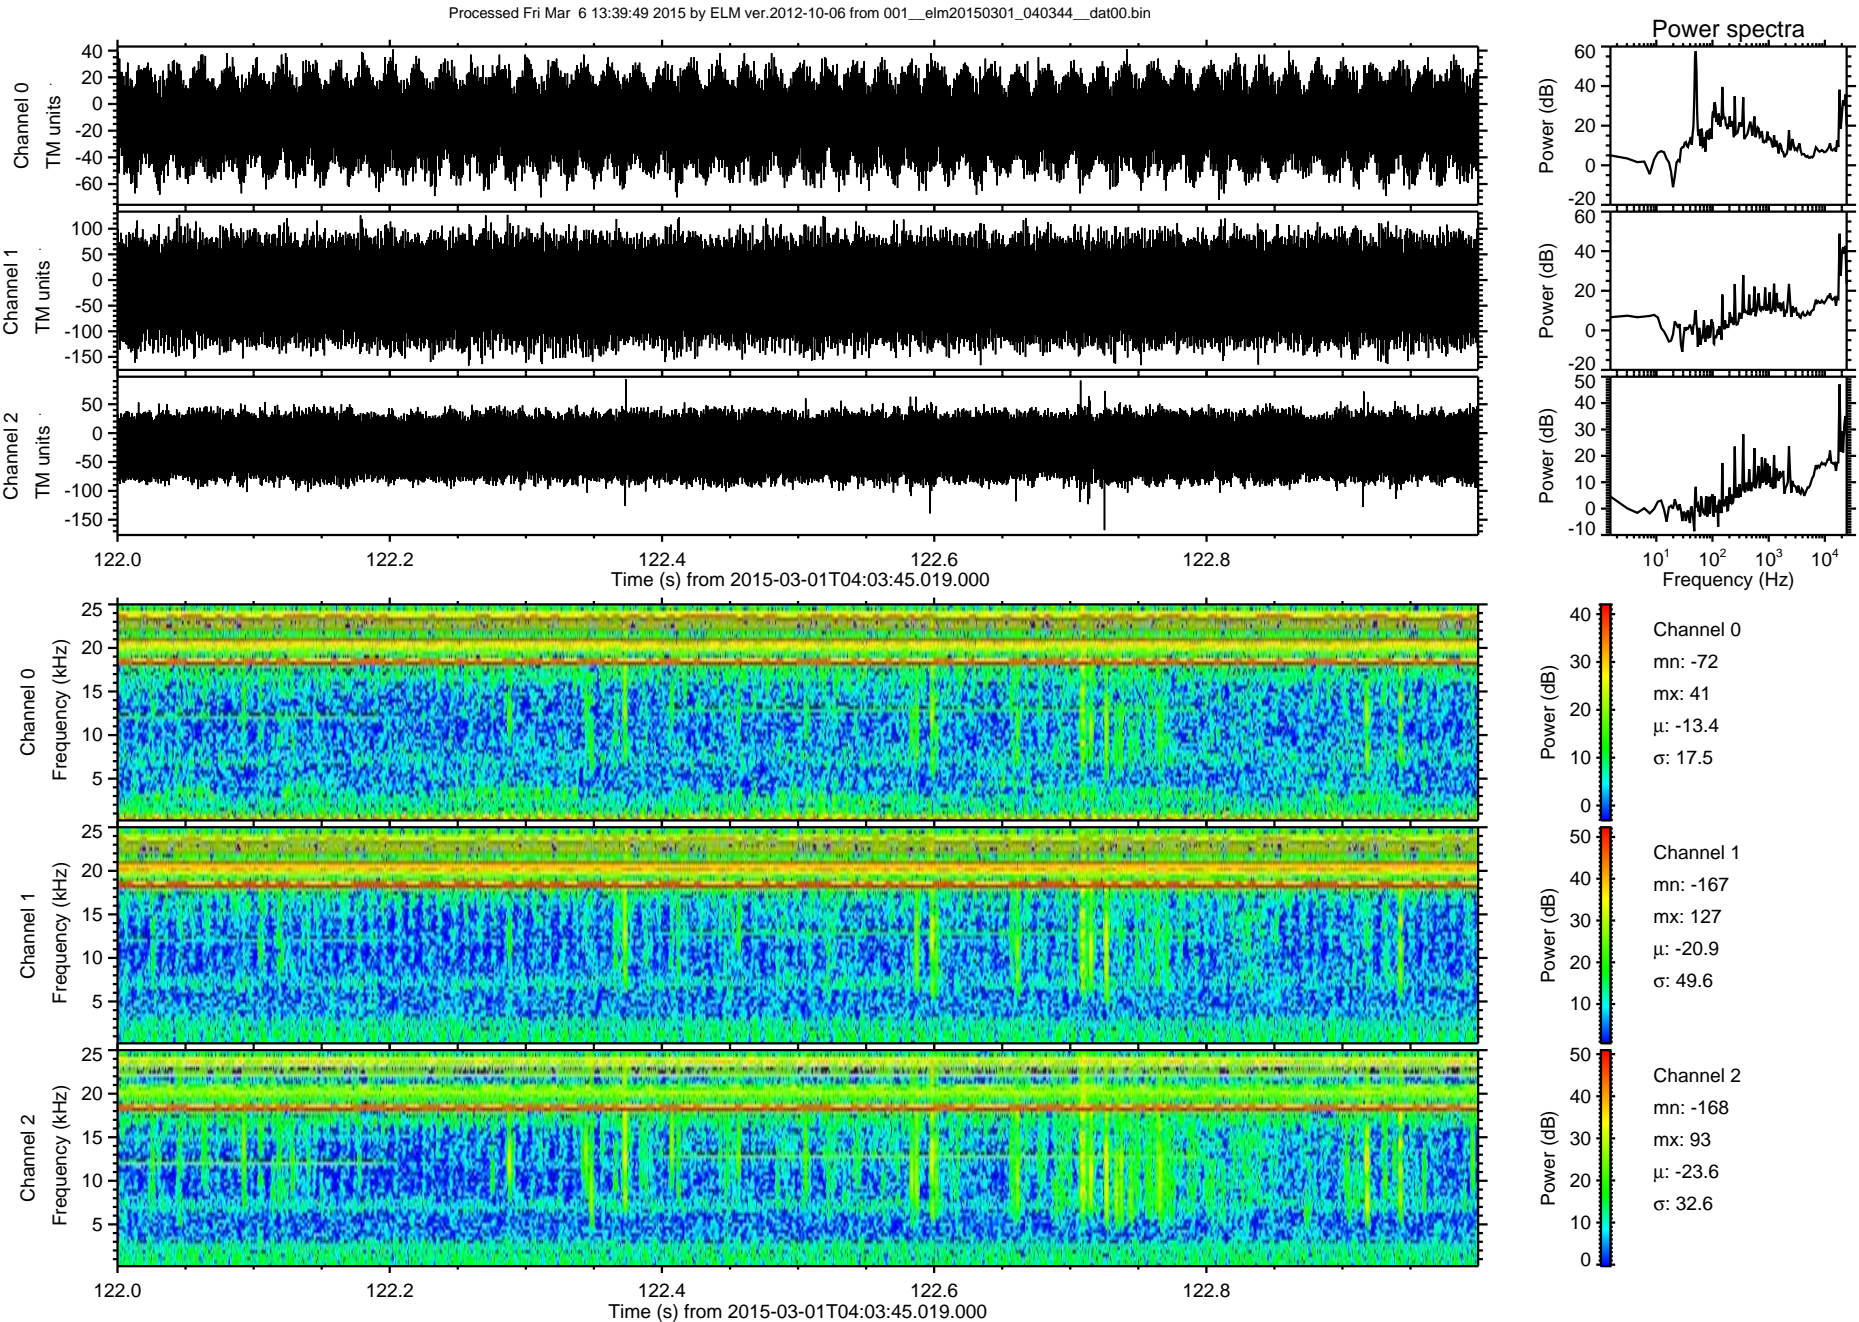 Processed Fri Mar 6 13:39:49 2015 by ELM ver.2012-10-06 from 001__elm20150301_040344__dat00.bin
Power spectra
Channel 0
TM units
40
20
0
-20
-40
-60
Power (dB)
60
40
20
0
-20
Channel 1
TM units
100
50
0
-50
-100
-150
Power (dB)
60
40
20
0
-20
Channel 2
TM units
50
0
-50
-100
-150
Power (dB)
50
40
30
20
10
0
-10
122.0 122.2 122.4 122.6 122.8
Time (s) from 2015-03-01T04:03:45.019.000
10¹ 10² 10³ 10⁴
Frequency (Hz)
Channel 0
Frequency (kHz)
25
20
15
10
5
Power (dB)
40
30
20
10
0
Channel 0
mn: -72
mx: 41
μ: -13.4
σ: 17.5
Channel 1
Frequency (kHz)
25
20
15
10
5
Power (dB)
50
40
30
20
10
Channel 1
mn: -167
mx: 127
μ: -20.9
σ: 49.6
Channel 2
Frequency (kHz)
25
20
15
10
5
Power (dB)
50
40
30
20
10
0
Channel 2
mn: -168
mx: 93
μ: -23.6
σ: 32.6
122.0 122.2 122.4 122.6 122.8
Time (s) from 2015-03-01T04:03:45.019.000